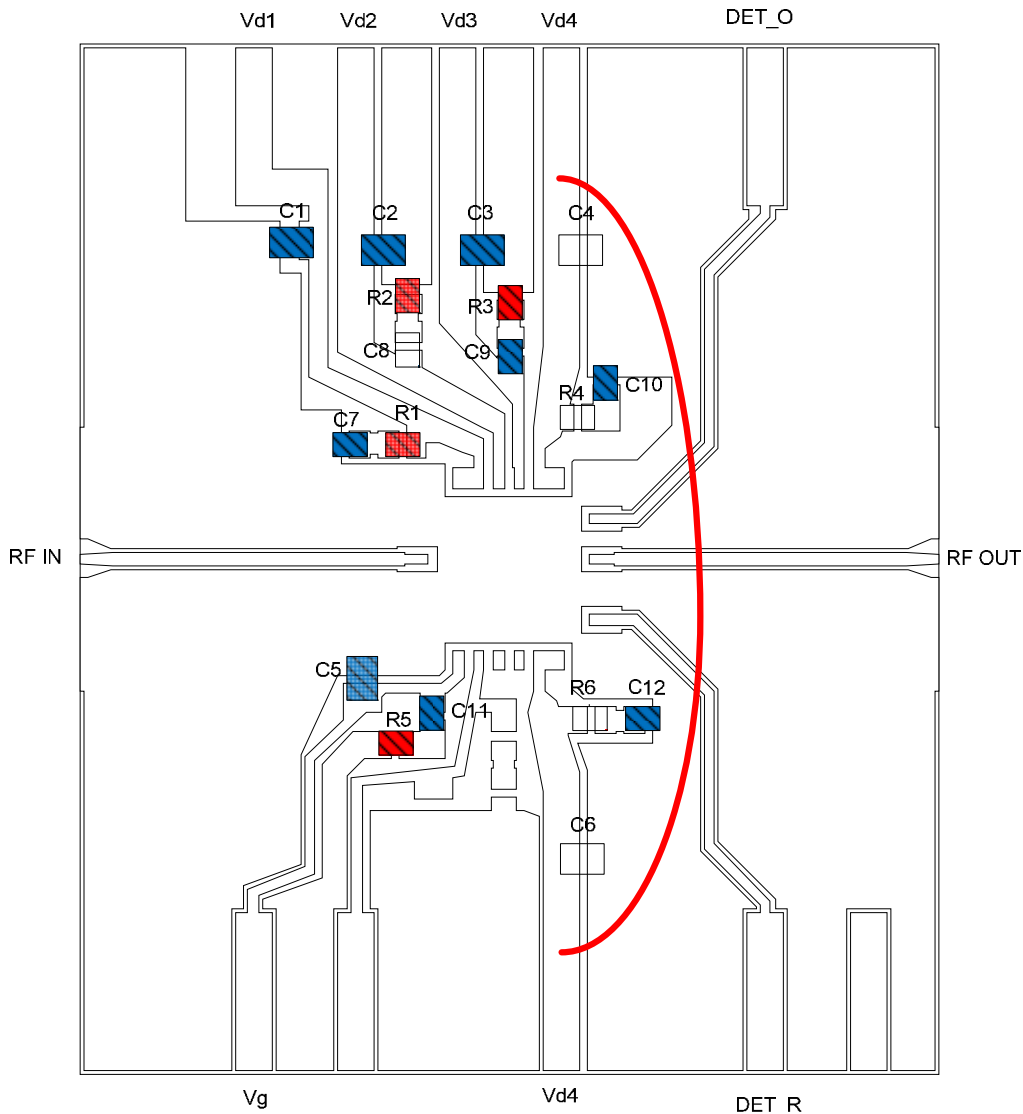 Vd1 Vd2 Vd3 Vd4 DET_O
C1 C2 C3 C4
R2 R3
C8 C9
R4 C10
C7 R1
RF IN RF OUT
C5
R5 C11 R6 C12
C6
Vg Vd4 DET_R